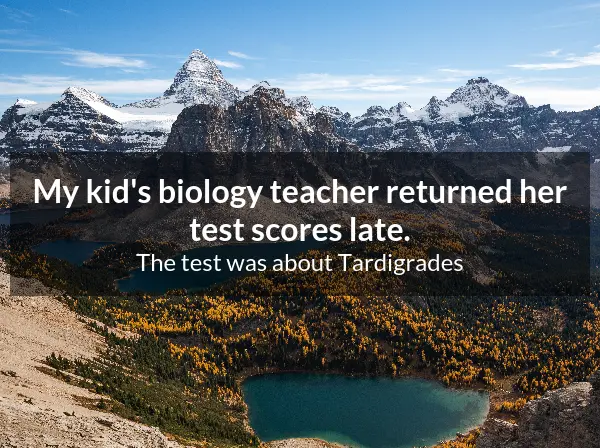 My kid's biology teacher returned her
test scores late.
The test was about Tardigrades